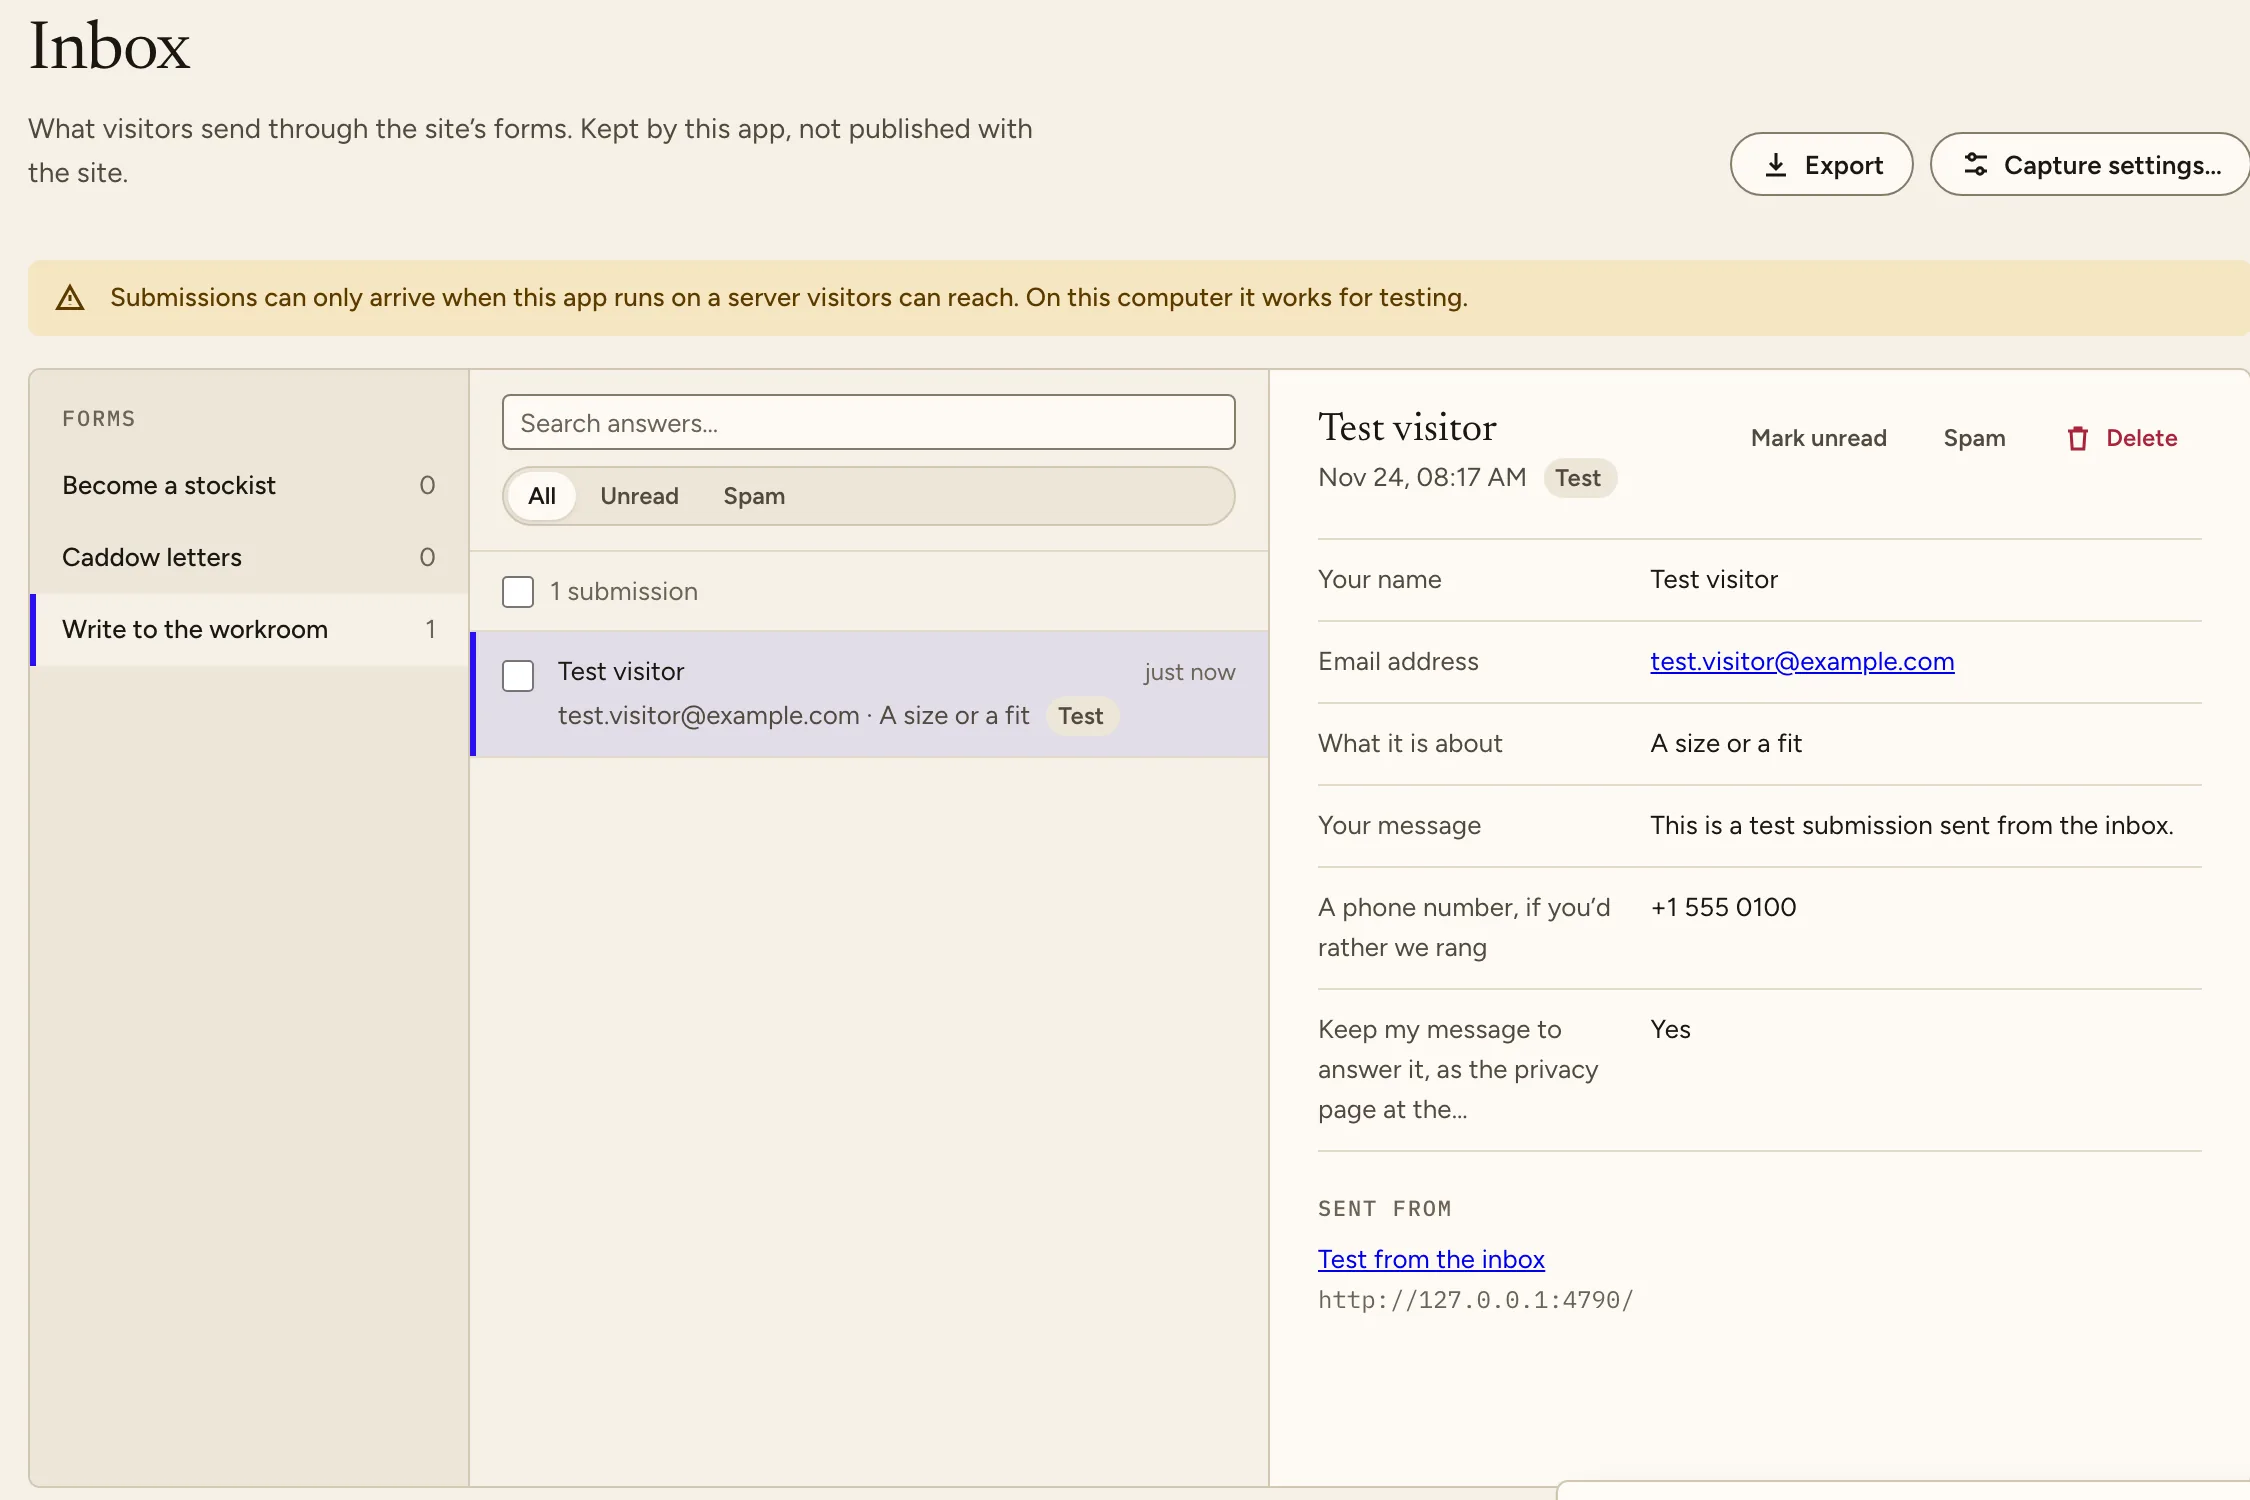 Inbox
What visitors send through the site’s forms. Kept by this app, not published with
the site.
Export
Capture settings...
Submissions can only arrive when this app runs on a server visitors can reach. On this computer it works for testing.
FORMS
Become a stockist 0
Caddow letters 0
Write to the workroom 1
Search answers...
All Unread Spam
1 submission
Test visitor just now
test.visitor@example.com · A size or a fit Test
Test visitor
Nov 24, 08:17 AM Test
Mark unread Spam Delete
Your name Test visitor
Email address test.visitor@example.com
What it is about A size or a fit
Your message This is a test submission sent from the inbox.
A phone number, if you’d +1 555 0100
rather we rang
Keep my message to Yes
answer it, as the privacy
page at the...
SENT FROM
Test from the inbox
http://127.0.0.1:4790/